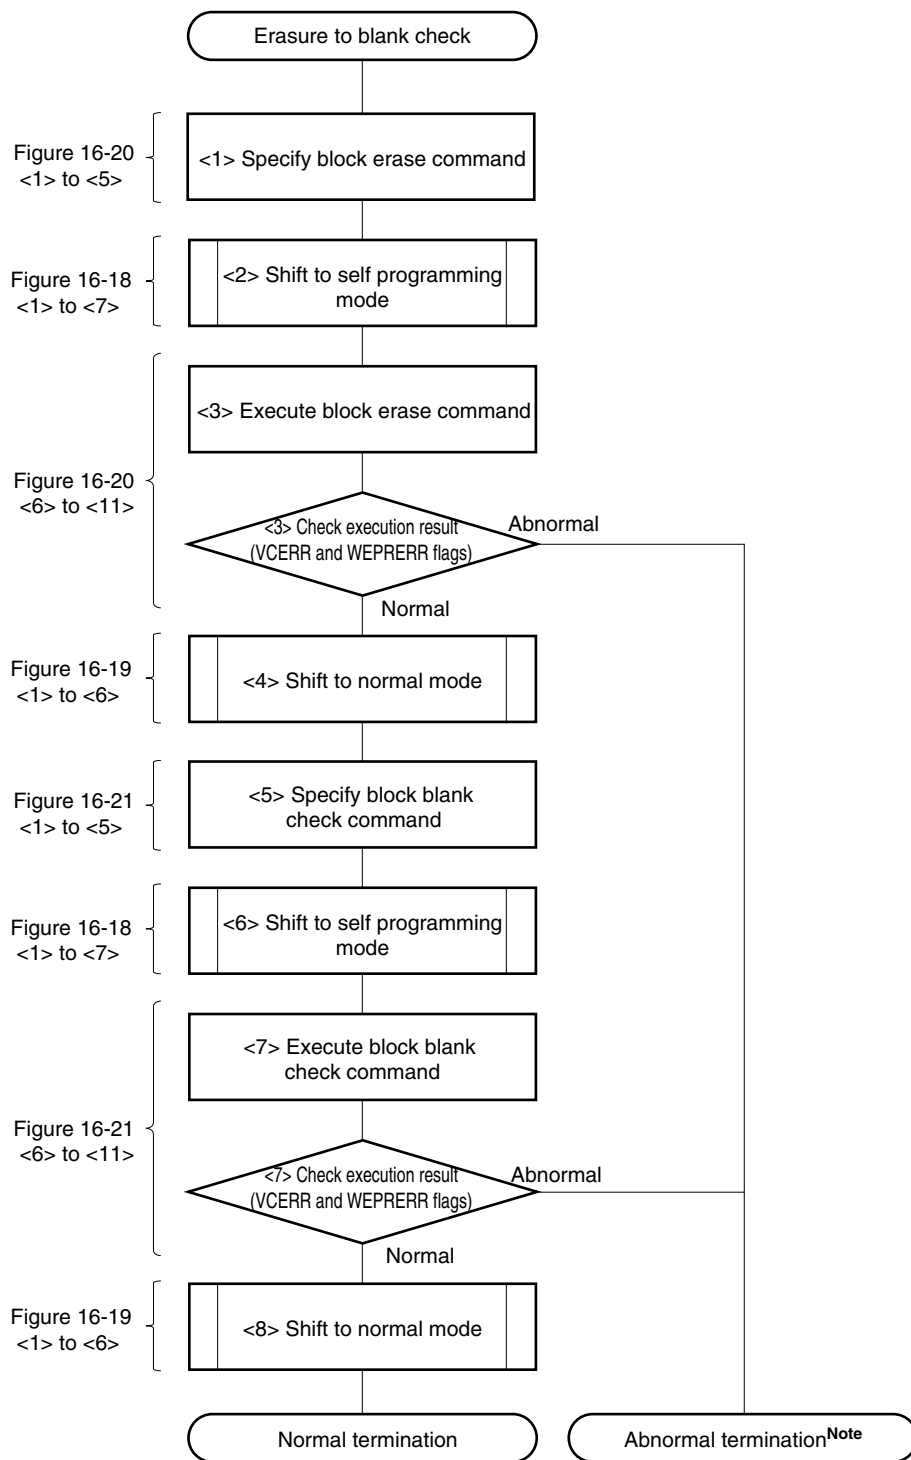 Erasure to blank check
Figure 16-20
<1> to <5>
<1> Specify block erase command
Figure 16-18
<1> to <7>
<2> Shift to self programming
mode
<3> Execute block erase command
Figure 16-20
<6> to <11>
<3> Check execution result
(VCERR and WEPRERR flags)
Abnormal
Normal
Figure 16-19
<1> to <6>
<4> Shift to normal mode
Figure 16-21
<1> to <5>
<5> Specify block blank
check command
Figure 16-18
<1> to <7>
<6> Shift to self programming
mode
<7> Execute block blank
check command
Figure 16-21
<6> to <11>
<7> Check execution result
(VCERR and WEPRERR flags)
Abnormal
Normal
Figure 16-19
<1> to <6>
<8> Shift to normal mode
Normal termination
Abnormal termination Note